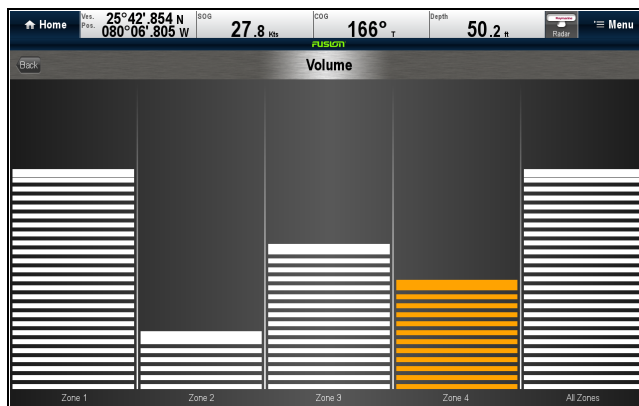 Home
Ves. Pos. 25°42'.854 N
080°06'.805 W
SOG 27.8 Kts
COG 166° T
Depth 50.2 ft
Radar
Menu
FUSION
Back
Volume
Zone 1 Zone 2 Zone 3 Zone 4 All Zones